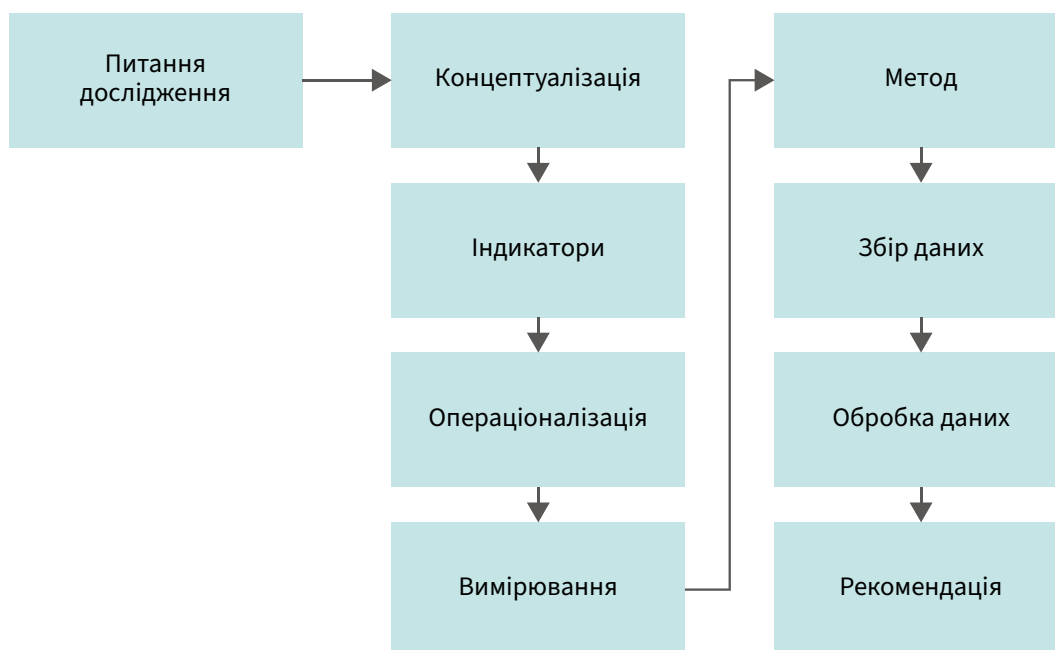 Питання
дослідження
Концептуалізація
Індикатори
Операціоналізація
Вимірювання
Метод
Збір даних
Обробка даних
Рекомендація